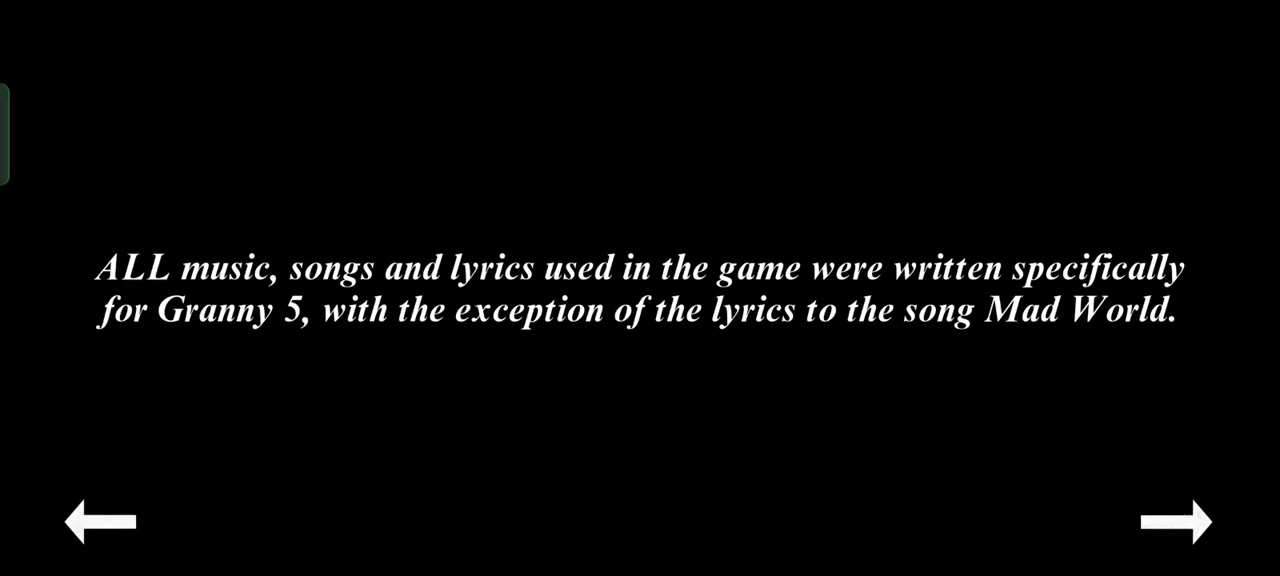 ALL music, songs and lyrics used in the game were written specifically
for Granny 5, with the exception of the lyrics to the song Mad World.